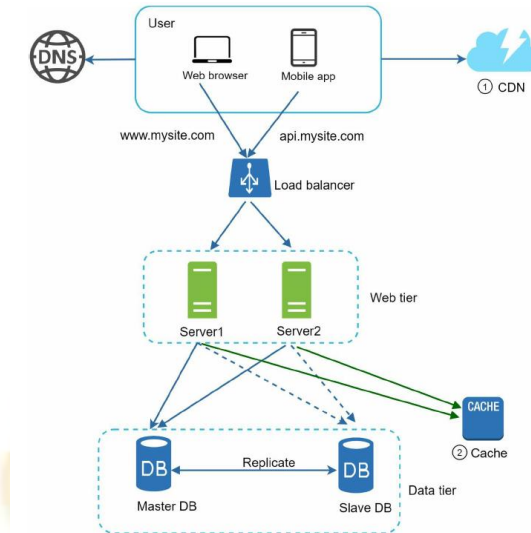 User
DNS
Web browser
Mobile app
① CDN
www.mysite.com
api.mysite.com
Load balancer
Web tier
Server1
Server2
CACHE
② Cache
DB
Replicate
DB
Master DB
Slave DB
Data tier